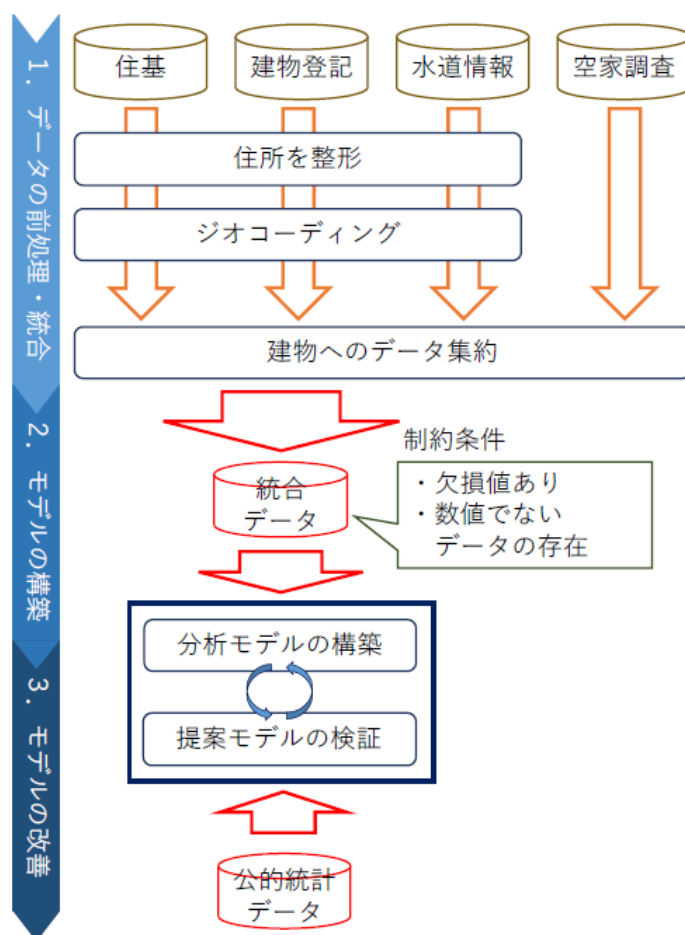 1．データの前処理・統合
住基
建物登記
水道情報
空家調査
住所を整形
ジオコーディング
建物へのデータ集約
2．モデルの構築
制約条件
統合
データ
・欠損値あり
・数値でない
データの存在
分析モデルの構築
提案モデルの検証
3．モデルの改善
公的統計
データ